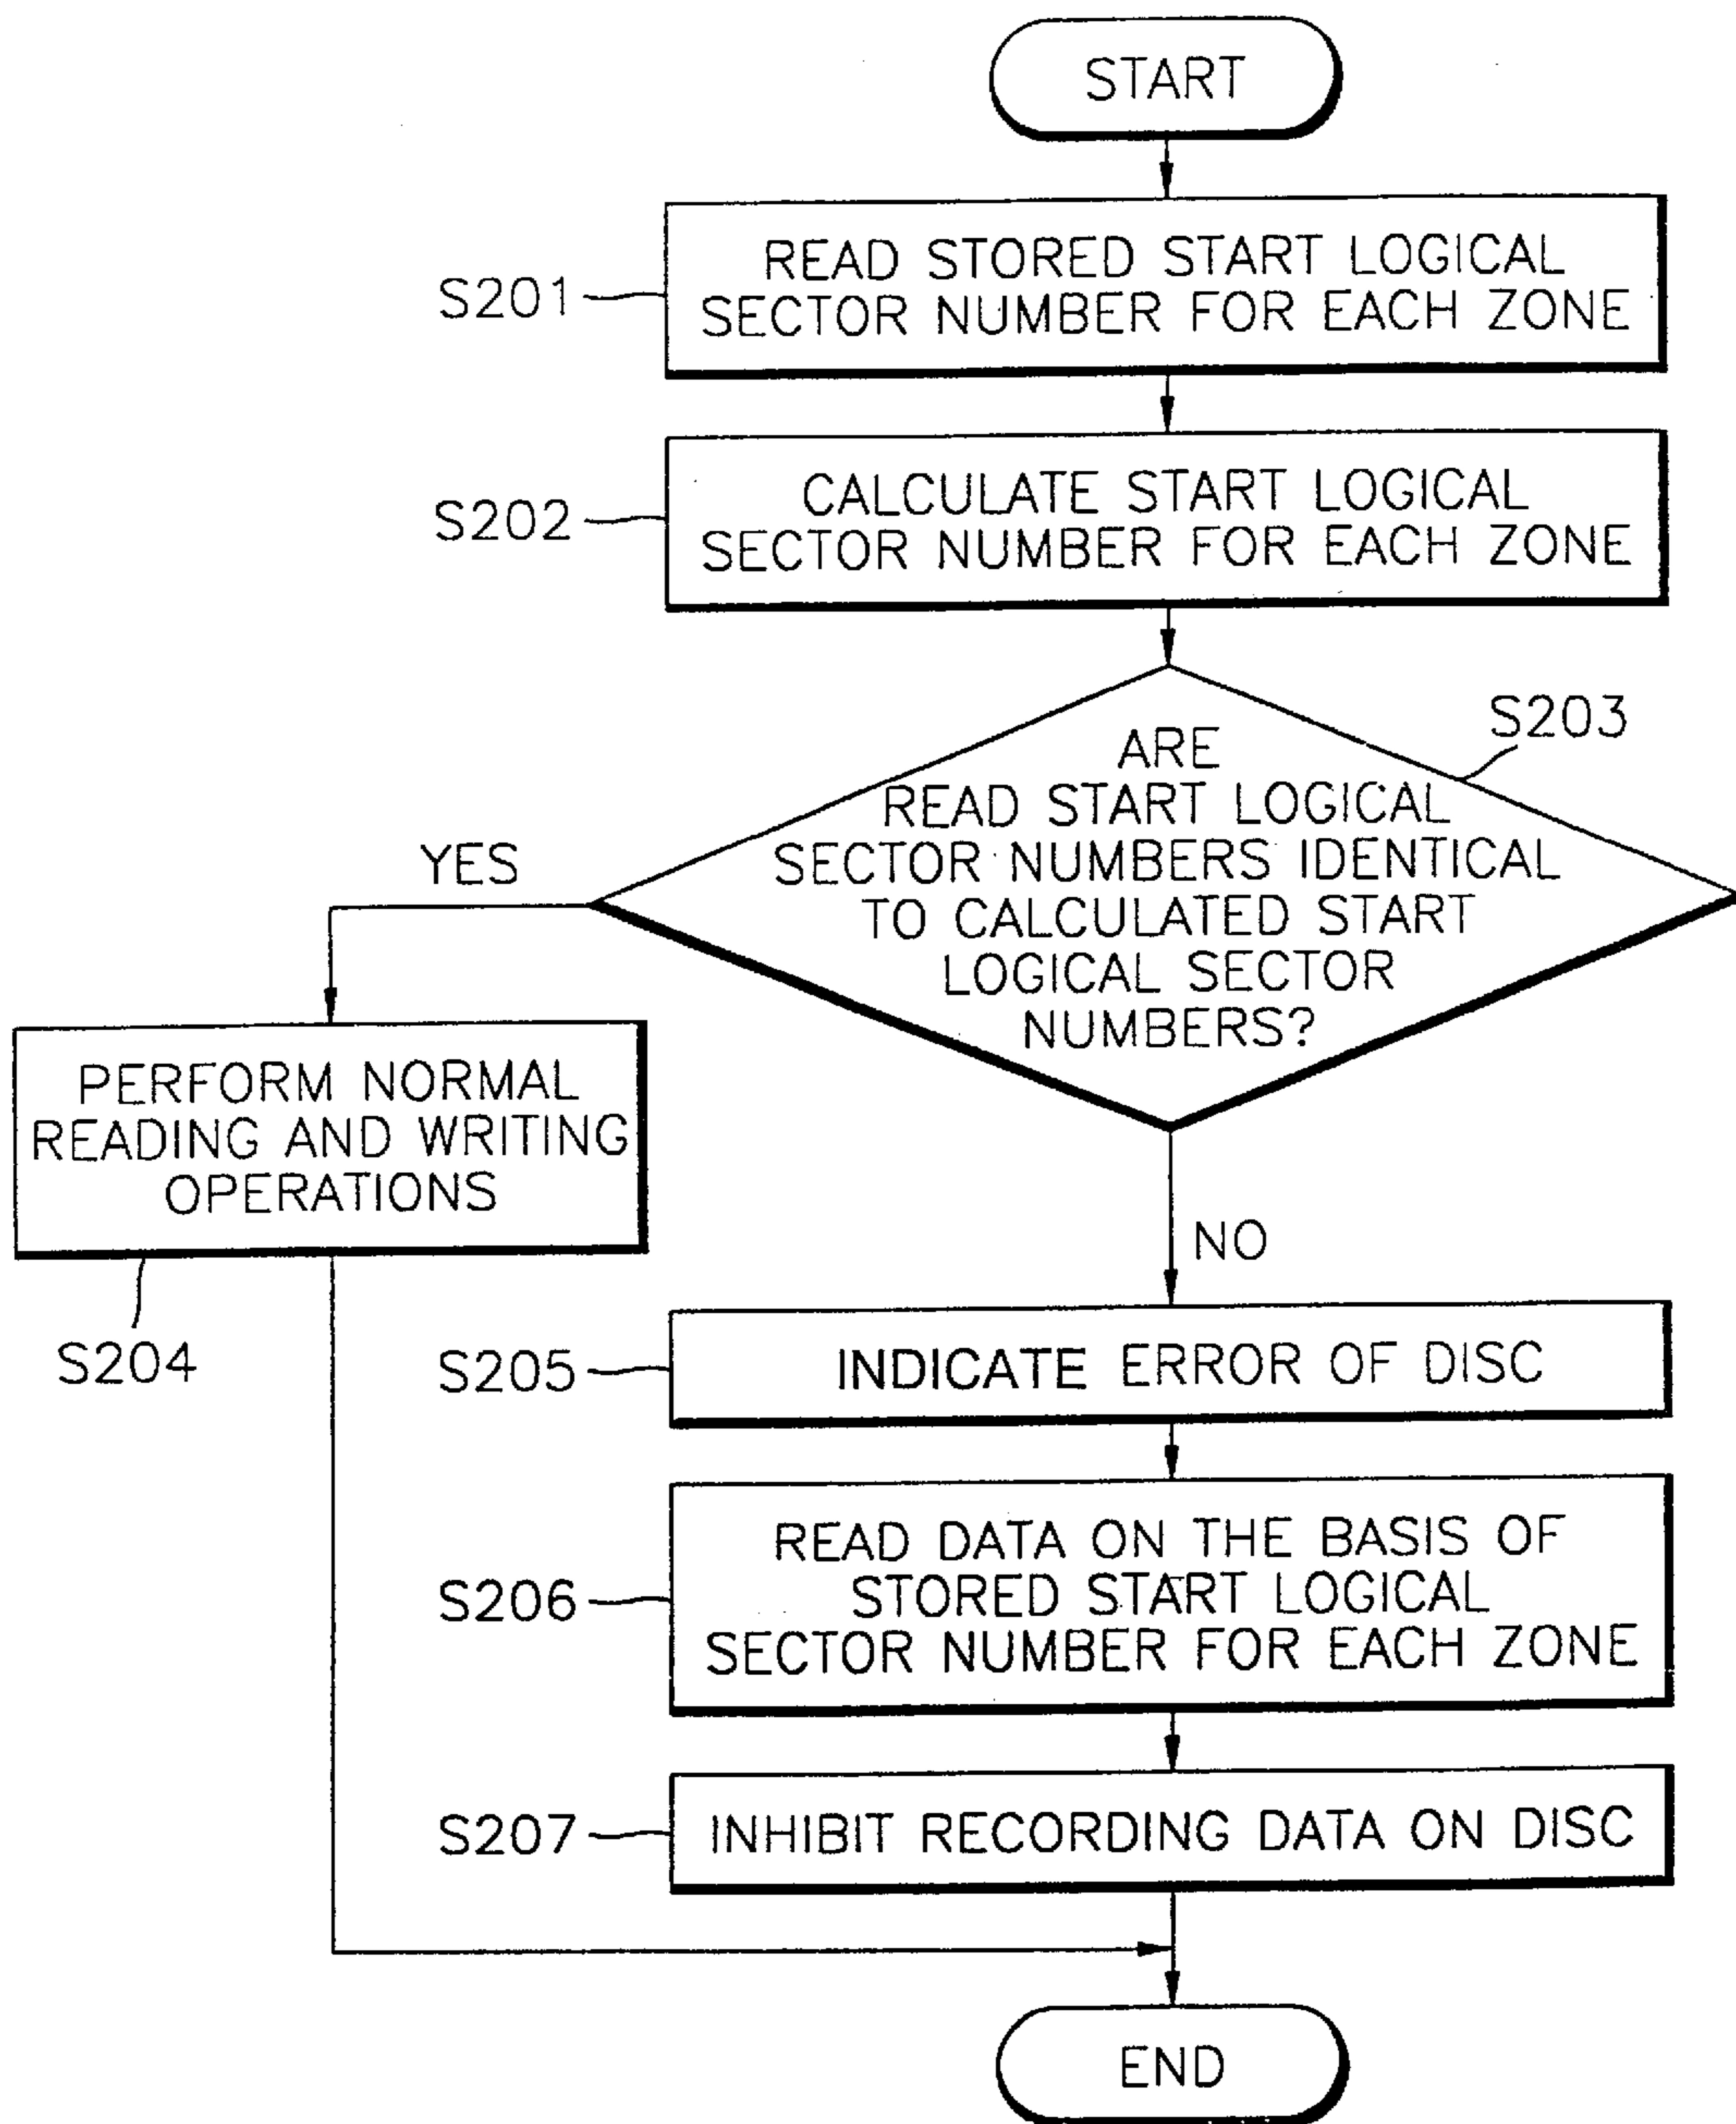 START
S201
READ STORED START LOGICAL
SECTOR NUMBER FOR EACH ZONE
S202
CALCULATE START LOGICAL
SECTOR NUMBER FOR EACH ZONE
S203
ARE
READ START LOGICAL
SECTOR NUMBERS IDENTICAL
TO CALCULATED START
LOGICAL SECTOR
NUMBERS?
YES
PERFORM NORMAL
READING AND WRITING
OPERATIONS
S204
NO
S205
INDICATE ERROR OF DISC
S206
READ DATA ON THE BASIS OF
STORED START LOGICAL
SECTOR NUMBER FOR EACH ZONE
S207
INHIBIT RECORDING DATA ON DISC
END